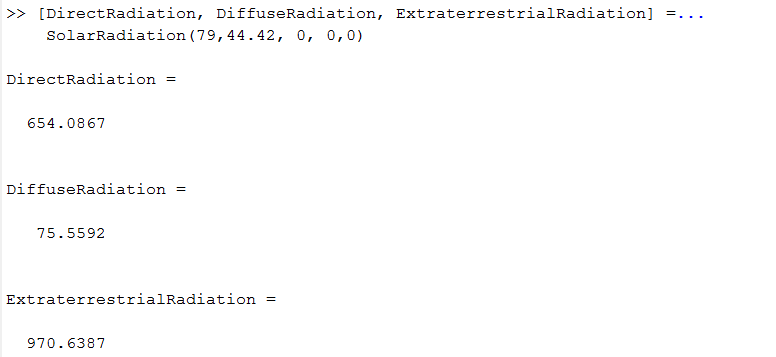 >> [DirectRadiation, DiffuseRadiation, ExtraterrestrialRadiation] =...
SolarRadiation(79,44.42, 0, 0,0)
DirectRadiation =
654.0867
DiffuseRadiation =
75.5592
ExtraterrestrialRadiation =
970.6387